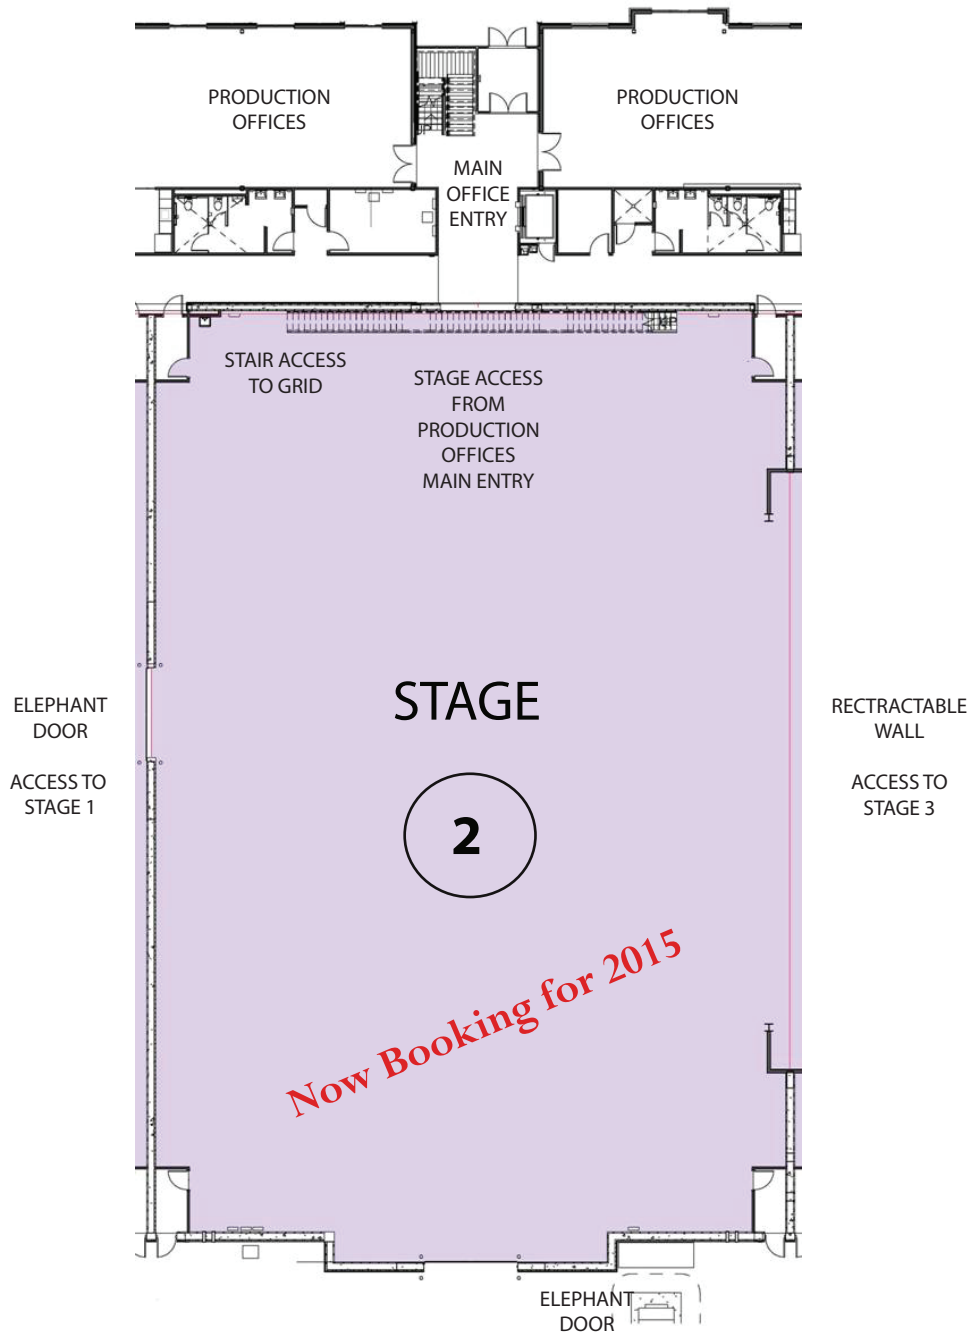 PRODUCTION
OFFICES
PRODUCTION
OFFICES
MAIN
OFFICE
ENTRY
STAIR ACCESS
TO GRID
STAGE ACCESS
FROM
PRODUCTION
OFFICES
MAIN ENTRY
ELEPHANT
DOOR
ACCESS TO
STAGE 1
STAGE
2
RECTRACTABLE
WALL
ACCESS TO
STAGE 3
Now Booking for 2015
ELEPHANT
DOOR